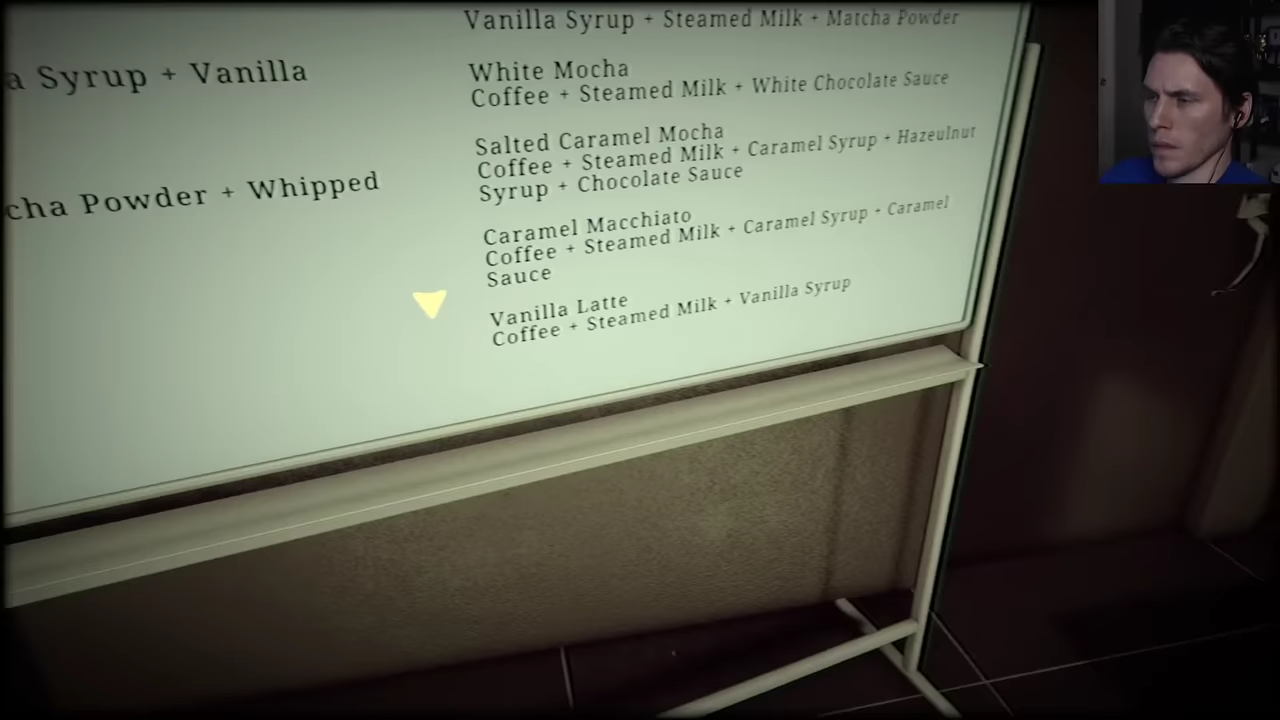 a Syrup + Vanilla
cha Powder + Whipped
Vanilla Syrup + Steamed Milk + Matcha Powder
White Mocha
Coffee + Steamed Milk + White Chocolate Sauce
Salted Caramel Mocha
Coffee + Steamed Milk + Caramel Syrup + Hazeulnut
Syrup + Chocolate Sauce
Caramel Macchiato
Coffee + Steamed Milk + Caramel Syrup + Caramel
Sauce
Vanilla Latte
Coffee + Steamed Milk + Vanilla Syrup